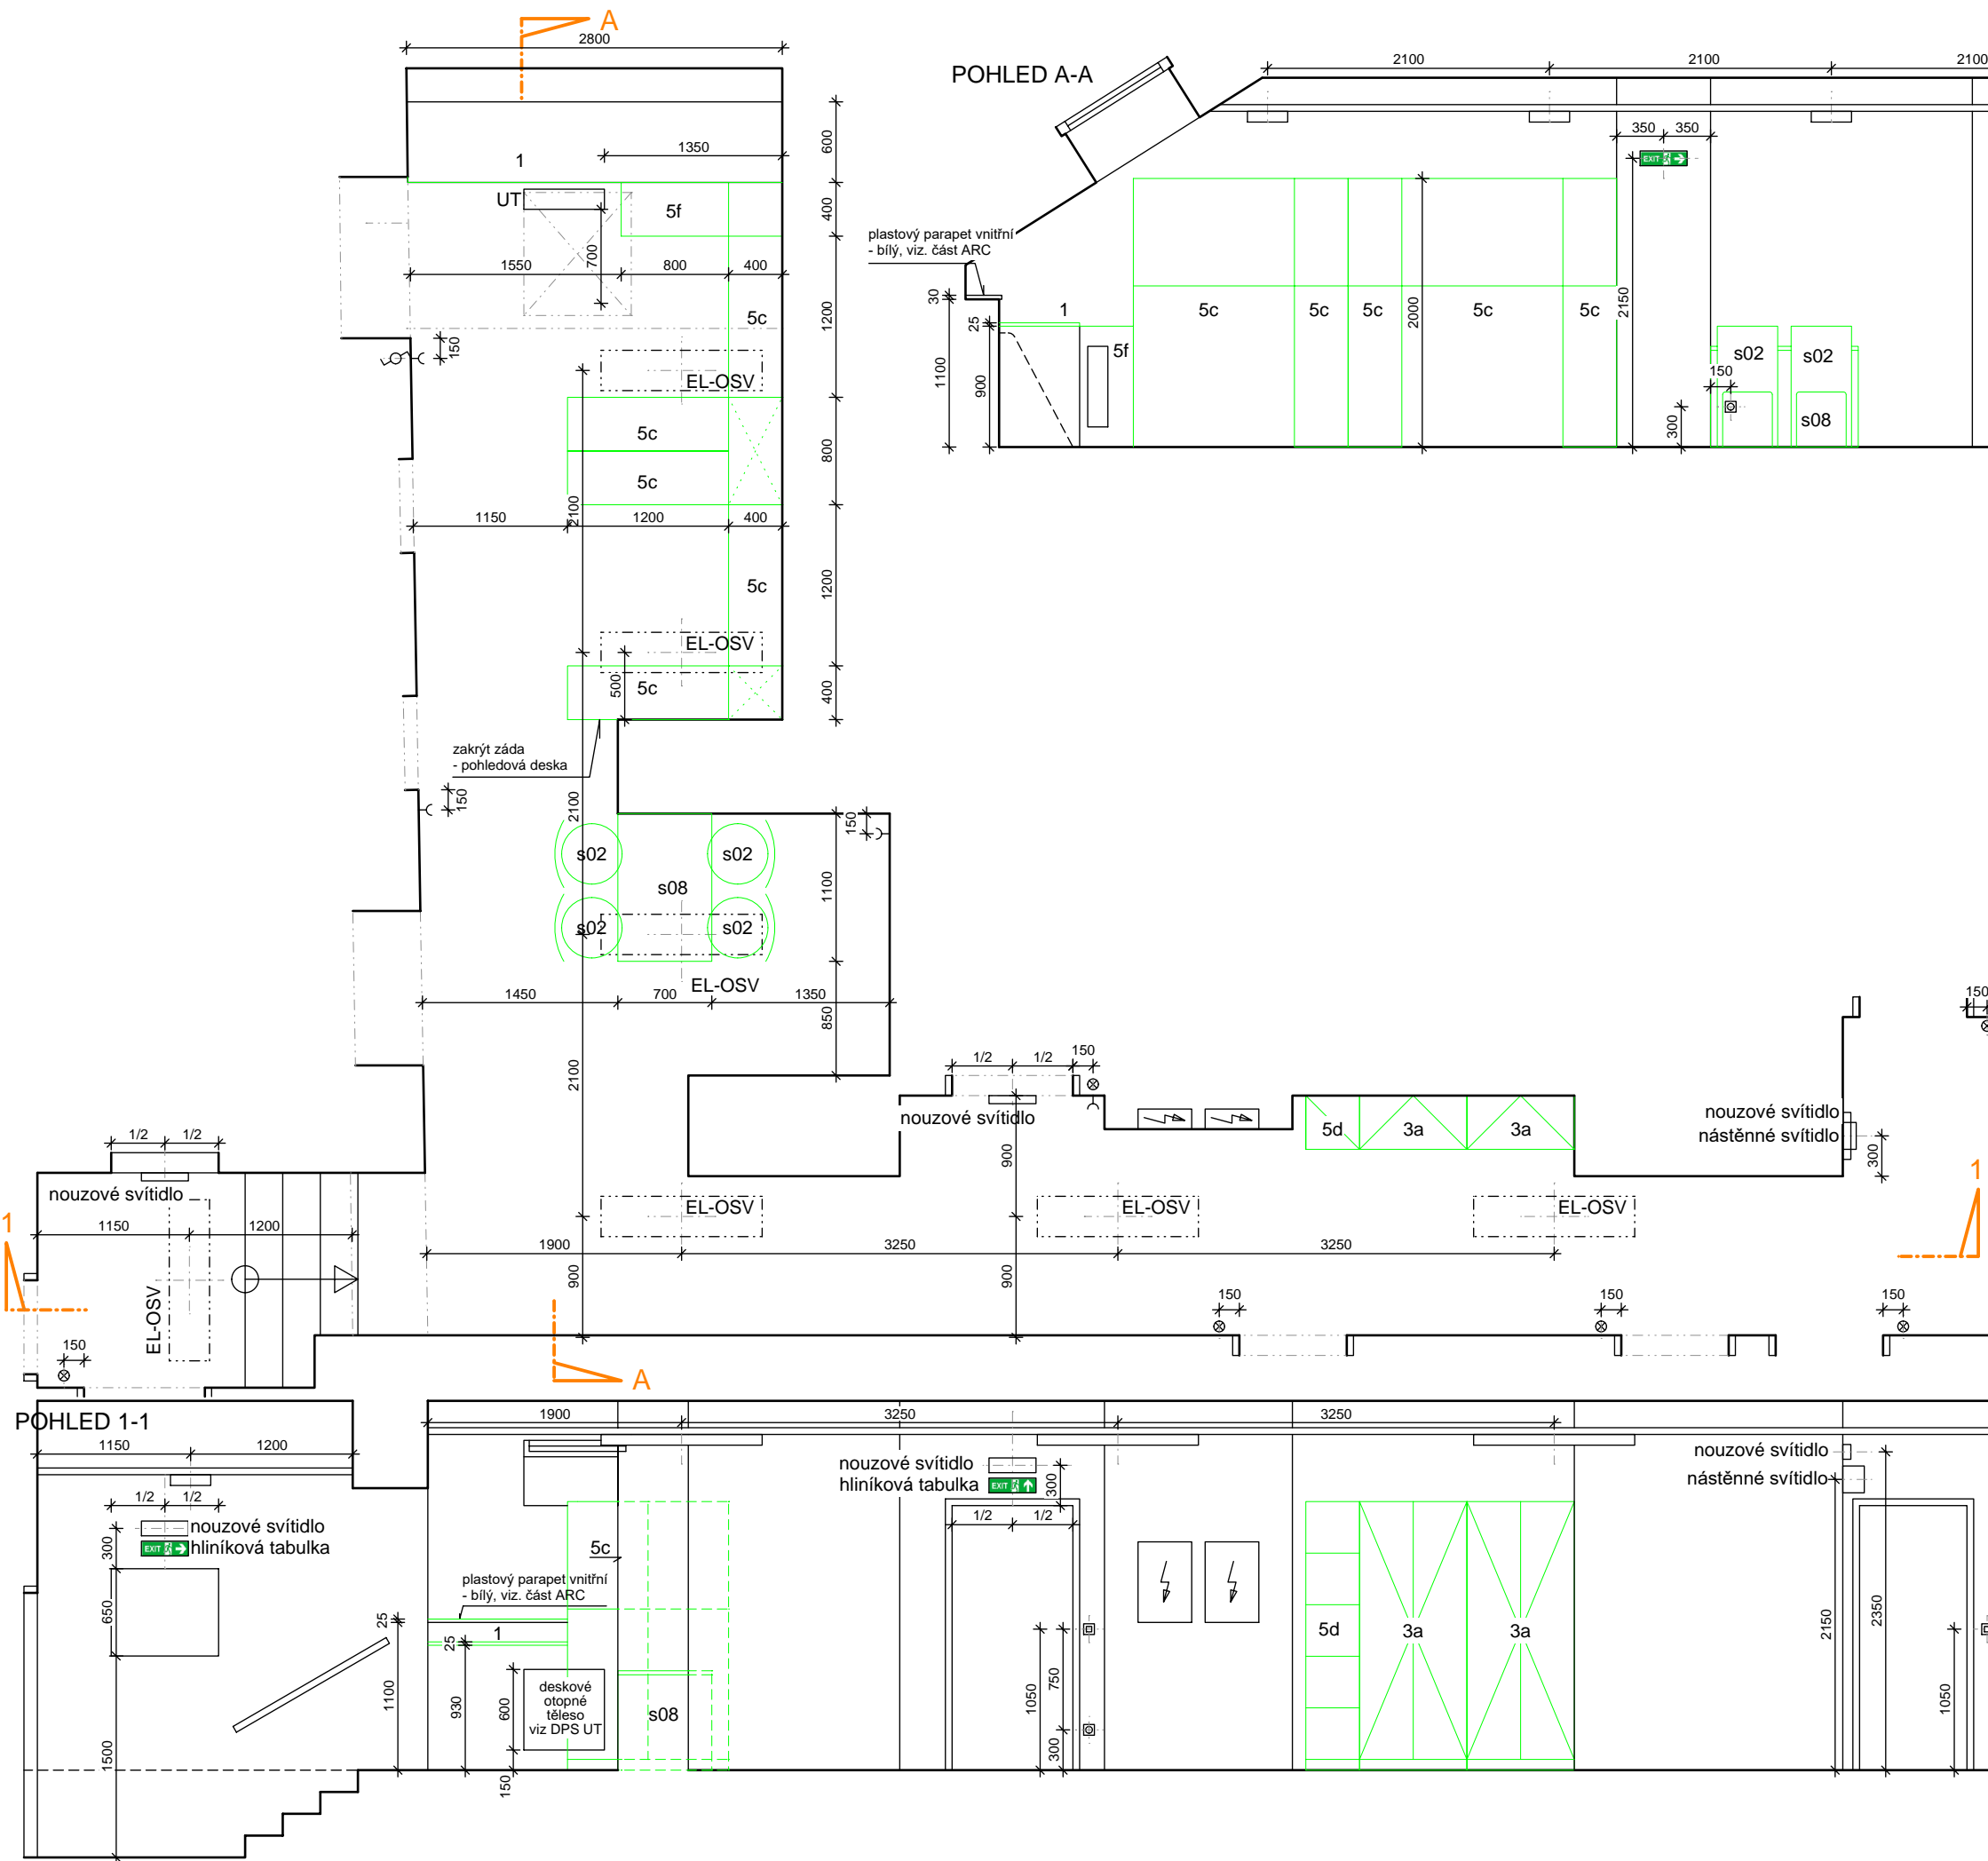 A
2800
1
1350
600
UT
5f
400
700
1550
800
400
5c
1200
150
EL-OSV
5c
800
5c
2100
1150
1200
400
5c
1200
EL-OSV
500
5c
400
zakrýt záda
- pohledová deska
150
2100
150
s02
s02
s08
1100
s02
s02
EL-OSV
1450
700
1350
850
2100
1/2
1/2
150
nouzové svítidlo
5d
3a
3a
nouzové svítidlo
nástěnné svítidlo
300
150
1/2
1/2
nouzové svítidlo
900
EL-OSV
EL-OSV
EL-OSV
1
1150
1200
1
1900
3250
3250
900
900
EL-OSV
150
150
150
150
A
POHLED A-A
2100
2100
2100
350
350
EXIT
plastový parapet vnitřní
- bílý, viz. část ARC
30
25
1
5c
5c
5c
2000
5c
5c
2150
1100
900
5f
s02
s02
150
300
s08
POHLED 1-1
1900
3250
3250
1150
1200
1/2
1/2
nouzové svítidlo
EXIT
hliníková tabulka
300
650
1500
nouzové svítidlo
hliníková tabulka
EXIT
300
1/2
1/2
5c
plastový parapet vnitřní
- bílý, viz. část ARC
25
1
25
1100
930
600
deskové
otopné
těleso
viz DPS UT
150
s08
1050
750
300
5d
3a
3a
nouzové svítidlo
nástěnné svítidlo
2150
2350
1050